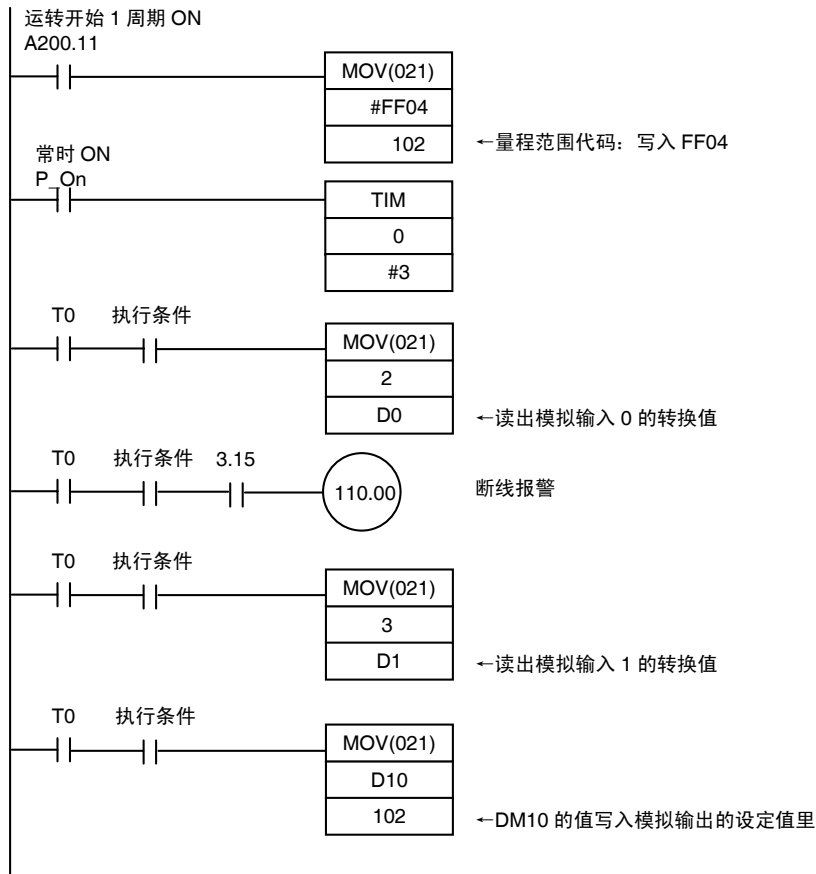 运转开始 1 周期 ON
A200.11
MOV(021)
#FF04
102 ←量程范围代码：写入 FF04
常时 ON
P_On
TIM
0
#3
T0 执行条件
MOV(021)
2
D0 ←读出模拟输入 0 的转换值
T0 执行条件 3.15
110.00 断线报警
T0 执行条件
MOV(021)
3
D1 ←读出模拟输入 1 的转换值
T0 执行条件
MOV(021)
D10
102 ←DM10 的值写入模拟输出的设定值里